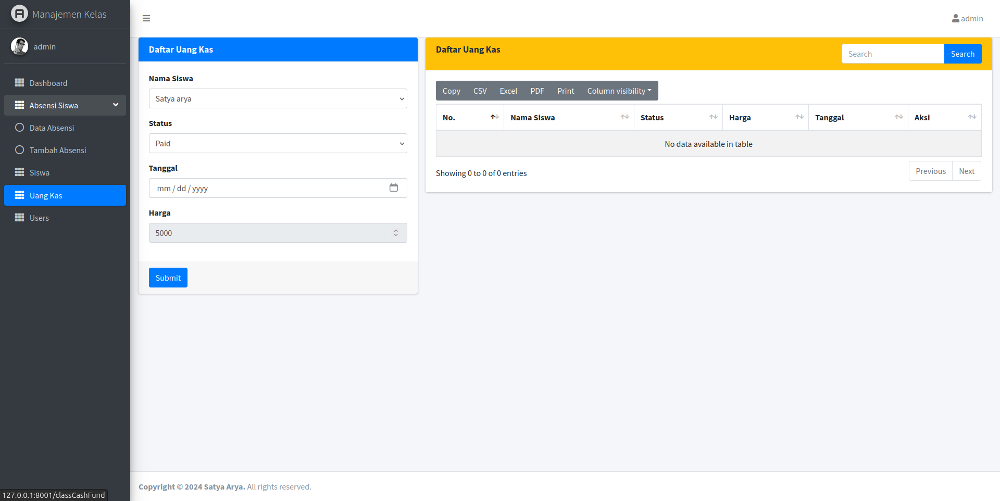 Manajemen Kelas
admin
Dashboard
Absensi Siswa
Data Absensi
Tambah Absensi
Siswa
Uang Kas
Users
admin
Daftar Uang Kas
Nama Siswa
Satya arya
Status
Paid
Tanggal
mm / dd / yyyy
Harga
5000
Submit
Daftar Uang Kas
Search Search
Copy CSV Excel PDF Print Column visibility
No. Nama Siswa Status Harga Tanggal Aksi
No data available in table
Showing 0 to 0 of 0 entries
Previous Next
Copyright © 2024 Satya Arya. All rights reserved.
127.0.0.1:8001/classCashFund